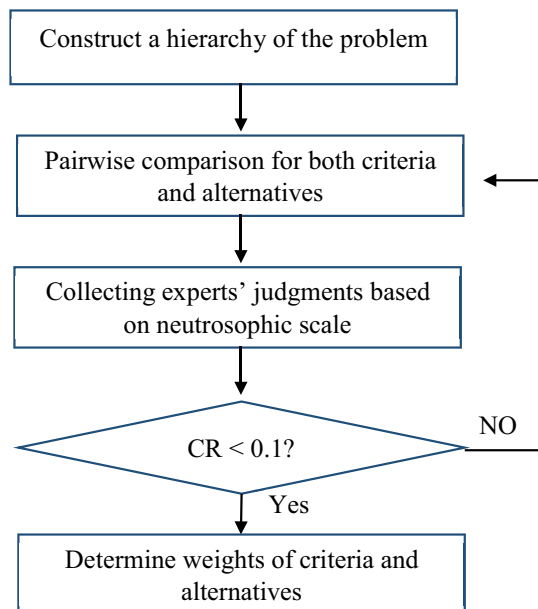 Construct a hierarchy of the problem
Pairwise comparison for both criteria
and alternatives
Collecting experts’ judgments based
on neutrosophic scale
CR < 0.1?
NO
Yes
Determine weights of criteria and
alternatives